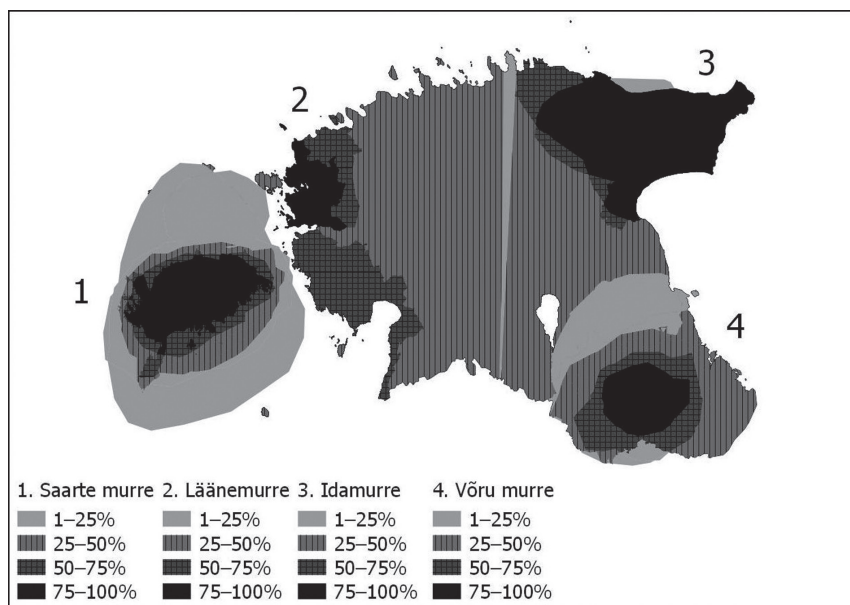 3
2
1
4
1. Saarte murre 2. Läänemurre 3. Idamurre 4. Võru murre
1–25% 1–25% 1–25% 1–25%
25–50% 25–50% 25–50% 25–50%
50–75% 50–75% 50–75% 50–75%
75–100% 75–100% 75–100% 75–100%